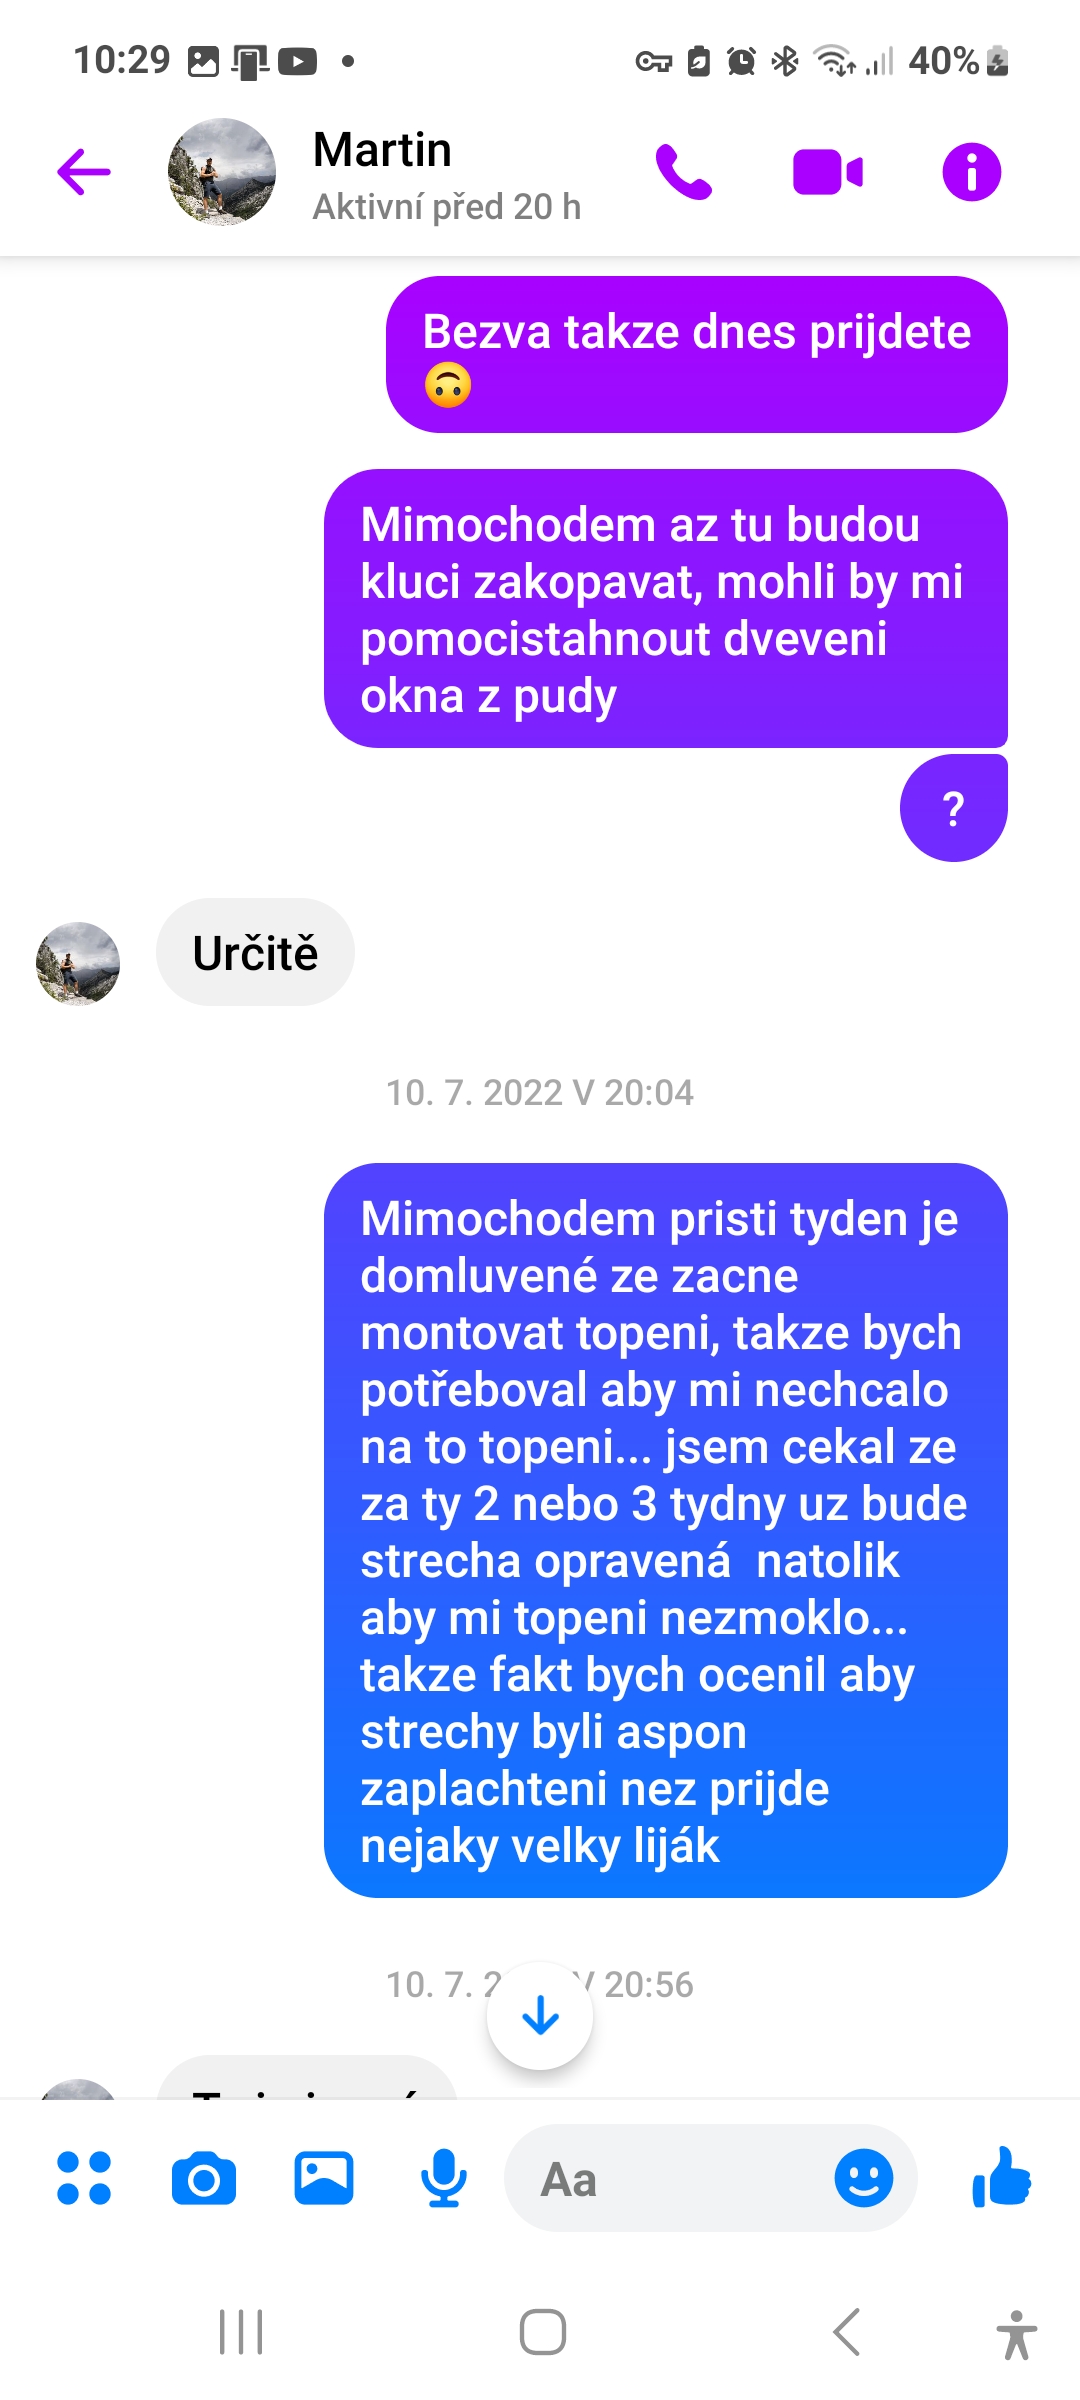 10:29
40%
Martin
Aktivní před 20 h
Bezva takze dnes prijdete
🙃
Mimochodem az tu budou
kluci zakopavat, mohli by mi
pomocistahnout dveveni
okna z pudy
?
Určitě
10. 7. 2022 V 20:04
Mimochodem pristi tyden je
domluvené ze zacne
montovat topeni, takze bych
potřeboval aby mi nechcalo
na to topeni... jsem cekal ze
za ty 2 nebo 3 tydny uz bude
strecha opravená  natolik
aby mi topeni nezmoklo...
takze fakt bych ocenil aby
strechy byli aspon
zaplachteni nez prijde
nejaky velky liják
10. 7. V 20:56
Aa